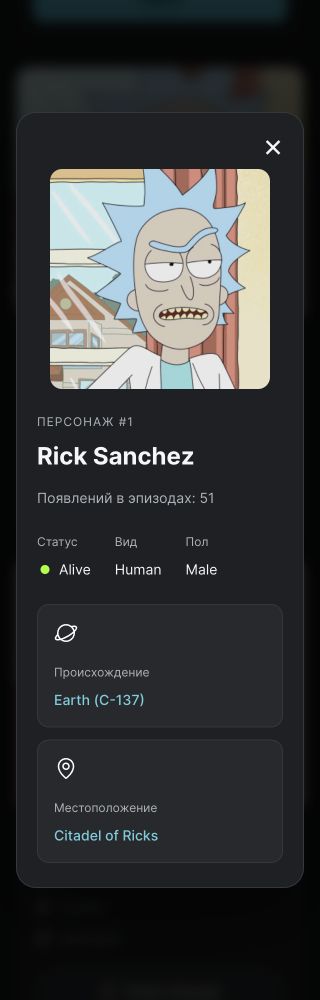 ПЕРСОНАЖ #1
Rick Sanchez
Появлений в эпизодах: 51
Статус Вид Пол
Alive Human Male
Происхождение
Earth (C-137)
Местоположение
Citadel of Ricks